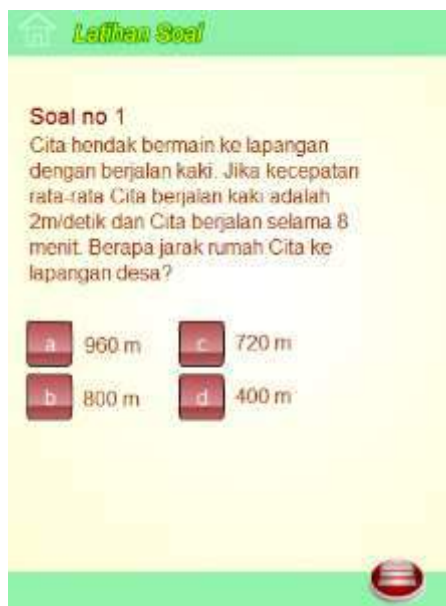 Latihan Soal
Soal no 1
Cita hendak bermain ke lapangan
dengan berjalan kaki. Jika kecepatan
rata-rata Cita berjalan kaki adalah
2m/detik dan Cita berjalan selama 8
menit. Berapa jarak rumah Cita ke
lapangan desa?
a 960 m c 720 m
b 800 m d 400 m